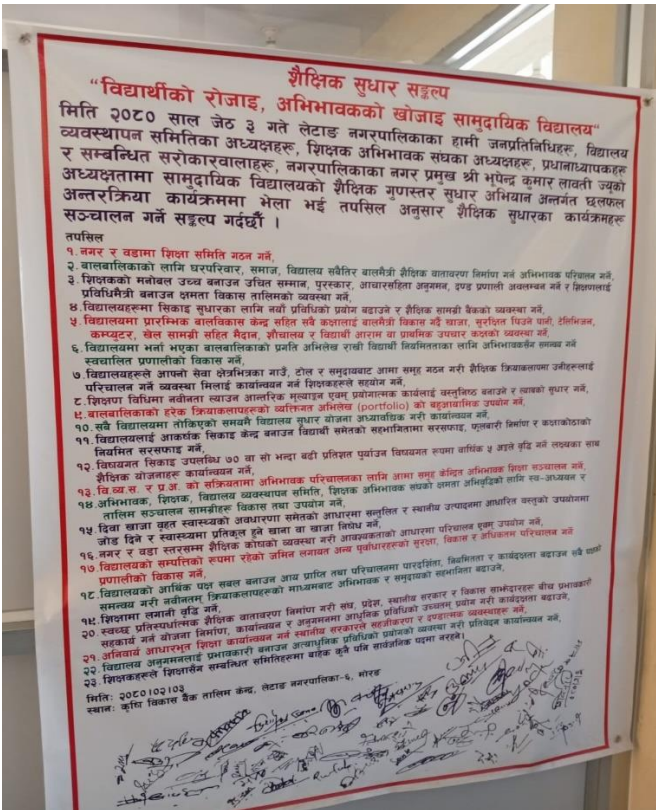 शैक्षिक सुधार सङ्कल्प
“विद्यार्थीको रोजाइ, अभिभावकको खोजाइ सामुदायिक विद्यालय”
मिति २०८० साल जेठ ३ गते लेटाङ नगरपालिकाका हामी जनप्रतिनिधिहरू, विद्यालय
व्यवस्थापन समितिका अध्यक्षहरू, शिक्षक अभिभावक संघका अध्यक्षहरू, प्रधानाध्यापकहरू
र सम्बन्धित सरोकारवालाहरू, नगरपालिकाका नगर प्रमुख श्री भूपेन्द्र कुमार लावती ज्यूको
अध्यक्षतामा सामुदायिक विद्यालयको शैक्षिक गुणस्तर सुधार अभियान अन्तर्गत छलफल
अन्तरक्रिया कार्यक्रममा भेला भई तपसिल अनुसार शैक्षिक सुधारका कार्यक्रमहरू
सञ्चालन गर्ने सङ्कल्प गर्दछौं ।
तपसिल
१. नगर र वडामा शिक्षा समिति गठन गर्ने,
२. बालबालिकाको लागि घरपरिवार, समाज, विद्यालय सबैतिर बालमैत्री शैक्षिक वातावरण निर्माण गर्न अभिभावक परिचालन गर्ने,
३. शिक्षकको मनोबल उच्च बनाउन उचित सम्मान, पुरस्कार, आचारसंहिता अनुगमन, दण्ड प्रणाली अवलम्बन गर्ने र शिक्षणलाई
प्रविधिमैत्री बनाउन क्षमता विकास तालिमको व्यवस्था गर्ने,
४. विद्यालयहरूमा सिकाइ सुधारका लागि नयाँ प्रविधिको प्रयोग बढाउने र शैक्षिक सामग्री बैंकको व्यवस्था गर्ने,
५. विद्यालयमा प्रारम्भिक बालविकास केन्द्र सहित सबै कक्षालाई बालमैत्री विकास गर्दै खाजा, सुरक्षित पिउने पानी, टेलिभिजन,
कम्प्युटर, खेल सामग्री सहित मैदान, शौचालय र विद्यार्थी आराम वा प्राथमिक उपचार कक्षको व्यवस्था गर्ने,
६. विद्यालयमा भर्ना भएका बालबालिकाको प्रगति अभिलेख राखी विद्यार्थी नियमितताका लागि अभिभावकसँग समन्वय गर्ने
स्वचालित प्रणालीको विकास गर्ने,
७. विद्यालयहरूले आफ्नो सेवा क्षेत्रभित्रका गाउँ, टोल र समुदायबाट आमा समूह गठन गरी शैक्षिक क्रियाकलापमा उनीहरूलाई
परिचालन गर्ने व्यवस्था मिलाई कार्यान्वयन गर्न शिक्षकहरूले सहयोग गर्ने,
८. शिक्षण विधिमा नवीनता ल्याउन आन्तरिक मूल्याङ्कन एवम् प्रयोगात्मक कार्यलाई वस्तुनिष्ठ बनाउने र त्यसको सुधार गर्ने,
९. बालबालिकाको हरेक क्रियाकलापहरूको व्यक्तिगत अभिलेख (portfolio) को बहुआयामिक उपयोग गर्ने,
१०. सबै विद्यालयमा तोकिएको समयमै विद्यालय सुधार योजना अध्यावधिक गरी कार्यान्वयन गर्ने,
११. विद्यालयलाई आकर्षक सिकाइ केन्द्र बनाउन विद्यार्थी समेतको सहभागितामा सरसफाइ, फूलबारी निर्माण र कक्षाकोठाको
नियमित सरसफाइ गर्ने,
१२. विषयगत सिकाइ उपलब्धि ७० वा सो भन्दा बढी प्रतिशत पुर्याउन विषयगत रूपमा वार्षिक ५ अङ्कले वृद्धि गर्ने लक्ष्यका साथ
शैक्षिक योजनाहरू कार्यान्वयन गर्ने,
१३. वि.व्य.स. र प्र.अ. को सक्रियतामा अभिभावक परिचालनका लागि आमा समूह केन्द्रित अभिभावक शिक्षा सञ्चालन गर्ने,
१४. अभिभावक, शिक्षक, विद्यालय व्यवस्थापन समिति, शिक्षक अभिभावक संघको क्षमता अभिवृद्धिको लागि स्व-अध्ययन र
तालिम सञ्चालन सामग्रीहरू विकास तथा उपयोग गर्ने,
१५. दिवा खाजा वृहत स्वास्थ्यको अवधारणा समेतको आधारमा सन्तुलित र स्थानीय उत्पादनमा आधारित वस्तुको उपयोगमा
जोड दिने र स्वास्थ्यमा प्रतिकूल हुने खाना वा खाजा निषेध गर्ने,
१६. नगर र वडा स्तरसम्म शैक्षिक कोषको व्यवस्था गरी आवश्यकताको आधारमा परिचालन एवम् उपयोग गर्ने,
१७. विद्यालयको सम्पत्तिको रूपमा रहेको जमिन लगायत अन्य पूर्वाधारहरूको सुरक्षा, विकास र अधिकतम परिचालन गर्ने
प्रणालीको विकास गर्ने,
१८. विद्यालयको आर्थिक पक्ष सबल बनाउन आय प्राप्ति तथा परिचालनमा पारदर्शिता, नियमितता र कार्यदक्षता बढाउन सबै पक्षको
समन्वय गरी नवीनतम् क्रियाकलापहरूको माध्यमबाट अभिभावक र समुदायको सहभागिता बढाउने,
१९. शिक्षामा लगानी वृद्धि गर्ने,
२०. स्वच्छ प्रतिस्पर्धात्मक शैक्षिक वातावरण निर्माण गरी संघ, प्रदेश, स्थानीय सरकार र विकास साझेदारहरू बीच प्रभावकारी
सहकार्य गर्न योजना निर्माण, कार्यान्वयन र अनुगमनमा आधुनिक प्रविधिको उच्चतम् प्रयोग गरी कार्यदक्षता बढाउने,
२१. अनिवार्य आधारभूत शिक्षा कार्यान्वयन गर्न स्थानीय सरकारले सहजीकरण र दण्डात्मक व्यवस्थाहरू गर्ने,
२२. विद्यालय अनुगमनलाई प्रभावकारी बनाउन अत्याधुनिक प्रविधिको प्रयोगको व्यवस्था गरी प्रतिवेदन कार्यान्वयन गर्ने,
२३. शिक्षकहरूले शिक्षासँग सम्बन्धित समितिहरूमा बाहेक कुनै पनि सार्वजनिक पदमा नरहने।
मितिः २०८०।०२।०३
स्थानः कृषि विकास बैंक तालिम केन्द्र, लेटाङ नगरपालिका-६, मोरङ